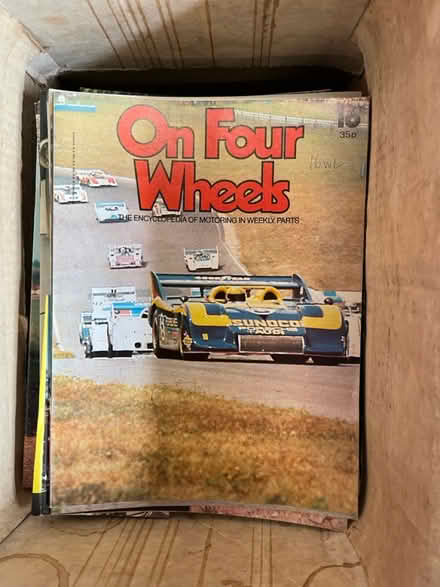 On Four
Wheels
THE ENCYCLOPEDIA OF MOTORING IN WEEKLY PARTS
16
35p
SUNOCO